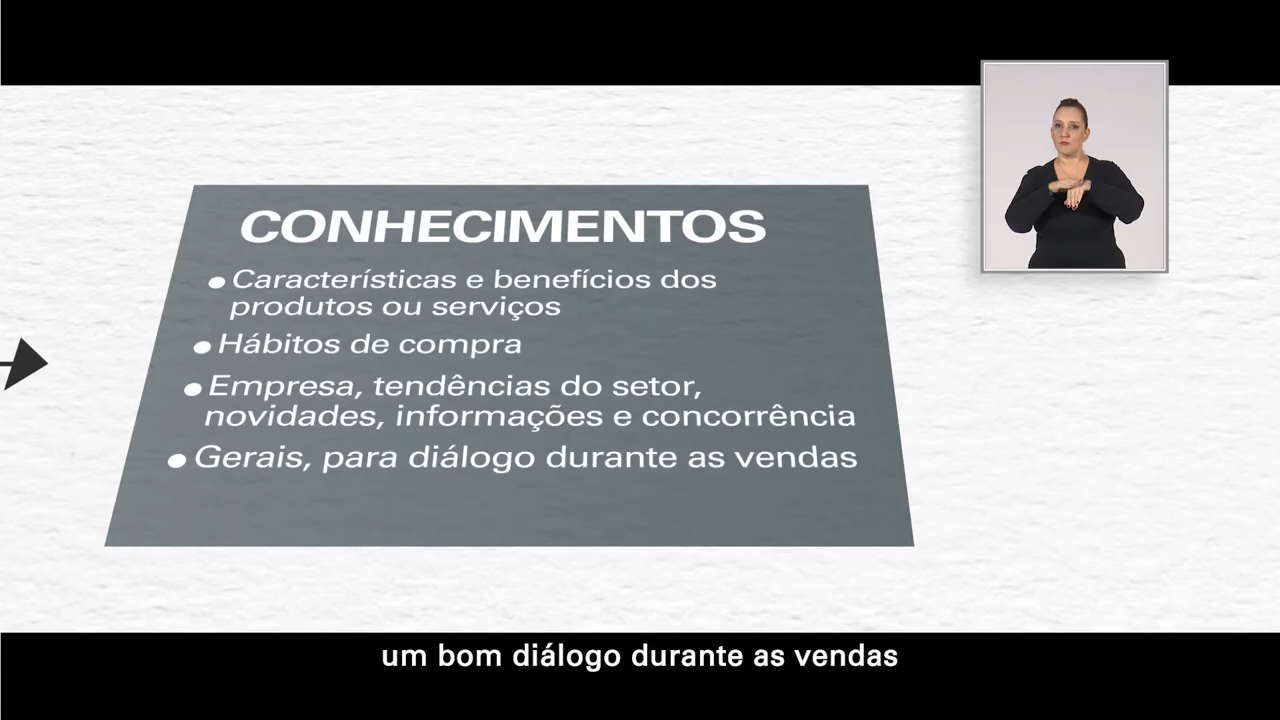 CONHECIMENTOS
• Características e benefícios dos
produtos ou serviços
• Hábitos de compra
• Empresa, tendências do setor,
novidades, informações e concorrência
• Gerais, para diálogo durante as vendas
um bom diálogo durante as vendas